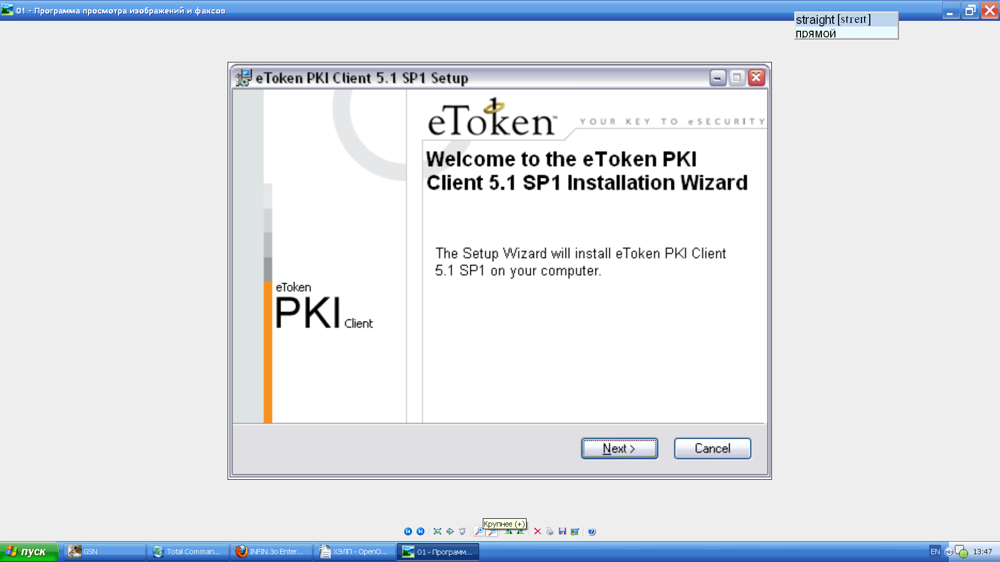 01 - Программа просмотра изображений и факсов
straight [streɪt]
прямой
eToken PKI Client 5.1 SP1 Setup
eToken™
YOUR KEY TO eSECURITY
Welcome to the eToken PKI
Client 5.1 SP1 Installation Wizard
The Setup Wizard will install eToken PKI Client
5.1 SP1 on your computer.
eToken
PKI Client
Next >
Cancel
Крупнее (+)
пуск
GSN
Total Comman...
INFIN.Зо Enter...
ХЭЛП - OpenO...
01 - Программ...
EN
13:47